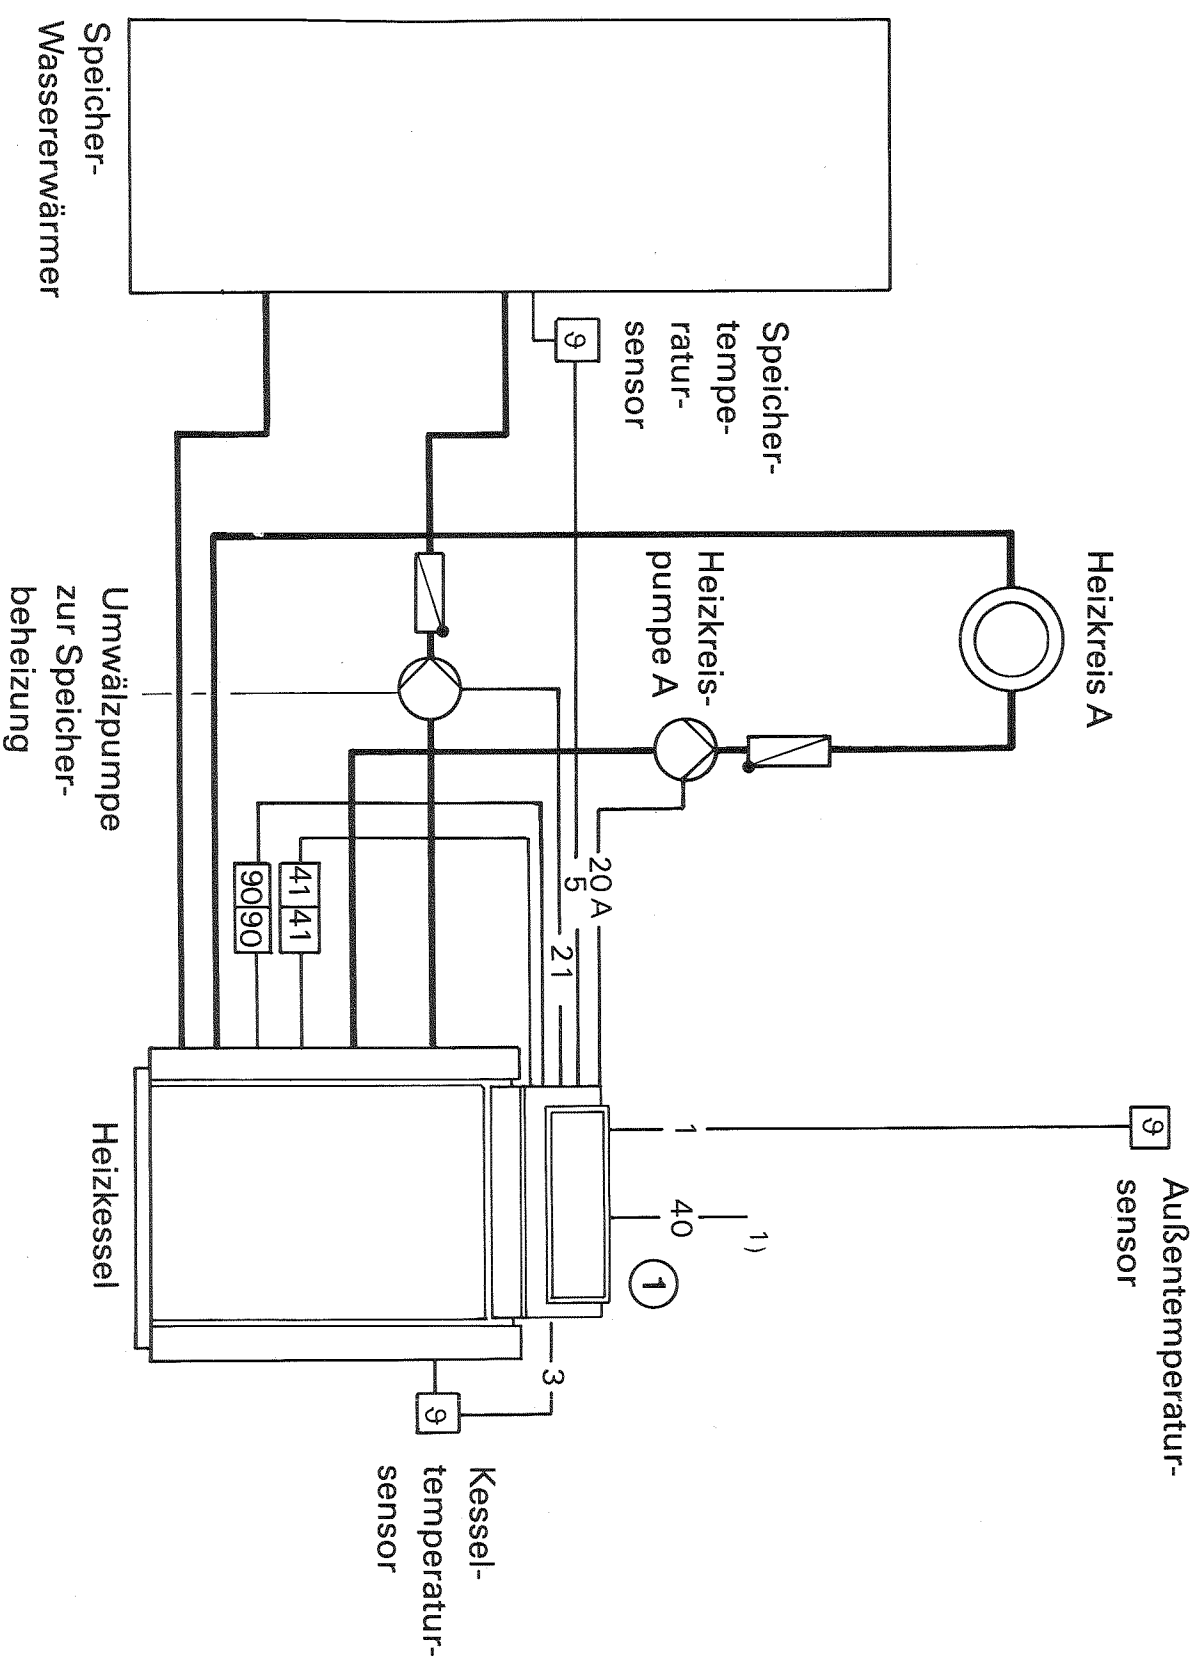 Außentemperatur-
sensor
Heizkreis A
Heizkreis-
pumpe A
Speicher-
tempe-
ratur-
sensor
ϑ
ϑ
1)
40
1
1
20 A
5
21
3
ϑ
Kessel-
temperatur-
sensor
41 41
90 90
Heizkessel
Umwälzpumpe
zur Speicher-
beheizung
Speicher-
Wassererwärmer